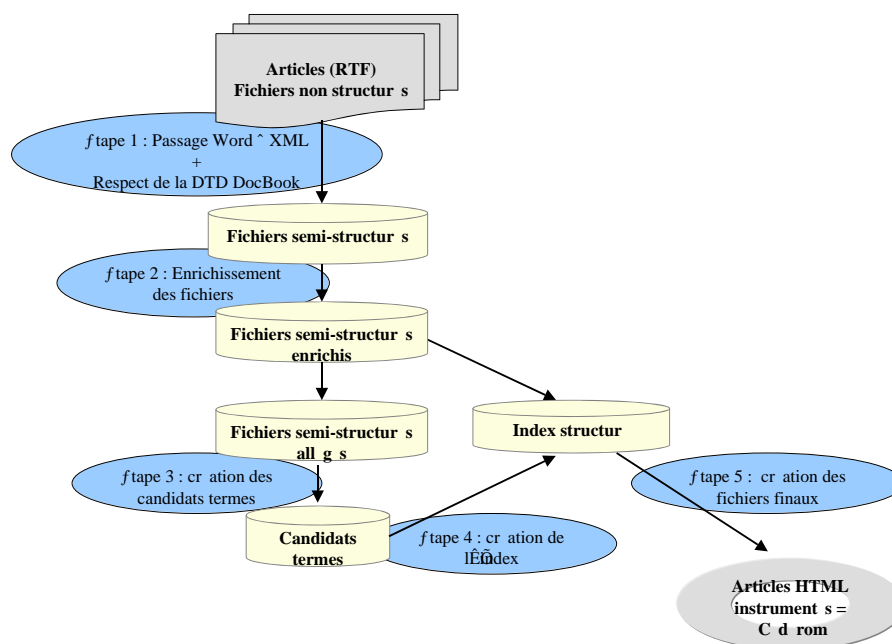 Articles (RTF)
Fichiers non structur s
ƒtape 1 : Passage Word ˆ XML
+
Respect de la DTD DocBook
Fichiers semi-structur s
ƒtape 2 : Enrichissement
des fichiers
Fichiers semi-structur s
enrichis
Fichiers semi-structur s
all g s
Index structur
ƒtape 3 : cr ation des
candidats termes
ƒtape 5 : cr ation des
fichiers finaux
Candidats
termes
ƒtape 4 : cr ation de
Articles HTML
instrument s =
C d rom